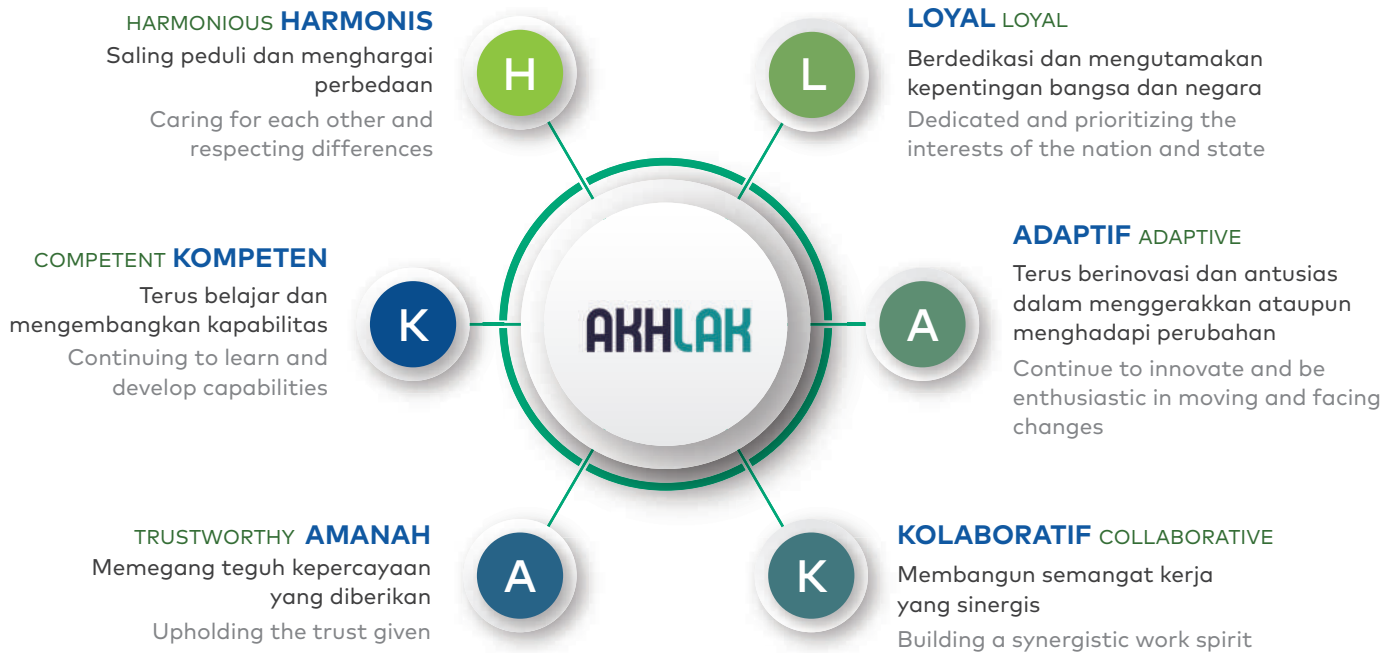 HARMONIOUS HARMONIS
Saling peduli dan menghargai
perbedaan
Caring for each other and
respecting differences
H
LOYAL LOYAL
Berdedikasi dan mengutamakan
kepentingan bangsa dan negara
Dedicated and prioritizing the
interests of the nation and state
L
COMPETENT KOMPETEN
Terus belajar dan
mengembangkan kapabilitas
Continuing to learn and
develop capabilities
K
AKHLAK
ADAPTIF ADAPTIVE
Terus berinovasi dan antusias
dalam menggerakkan ataupun
menghadapi perubahan
Continue to innovate and be
enthusiastic in moving and facing
changes
A
TRUSTWORTHY AMANAH
Memegang teguh kepercayaan
yang diberikan
Upholding the trust given
A
KOLABORATIF COLLABORATIVE
Membangun semangat kerja
yang sinergis
Building a synergistic work spirit
K